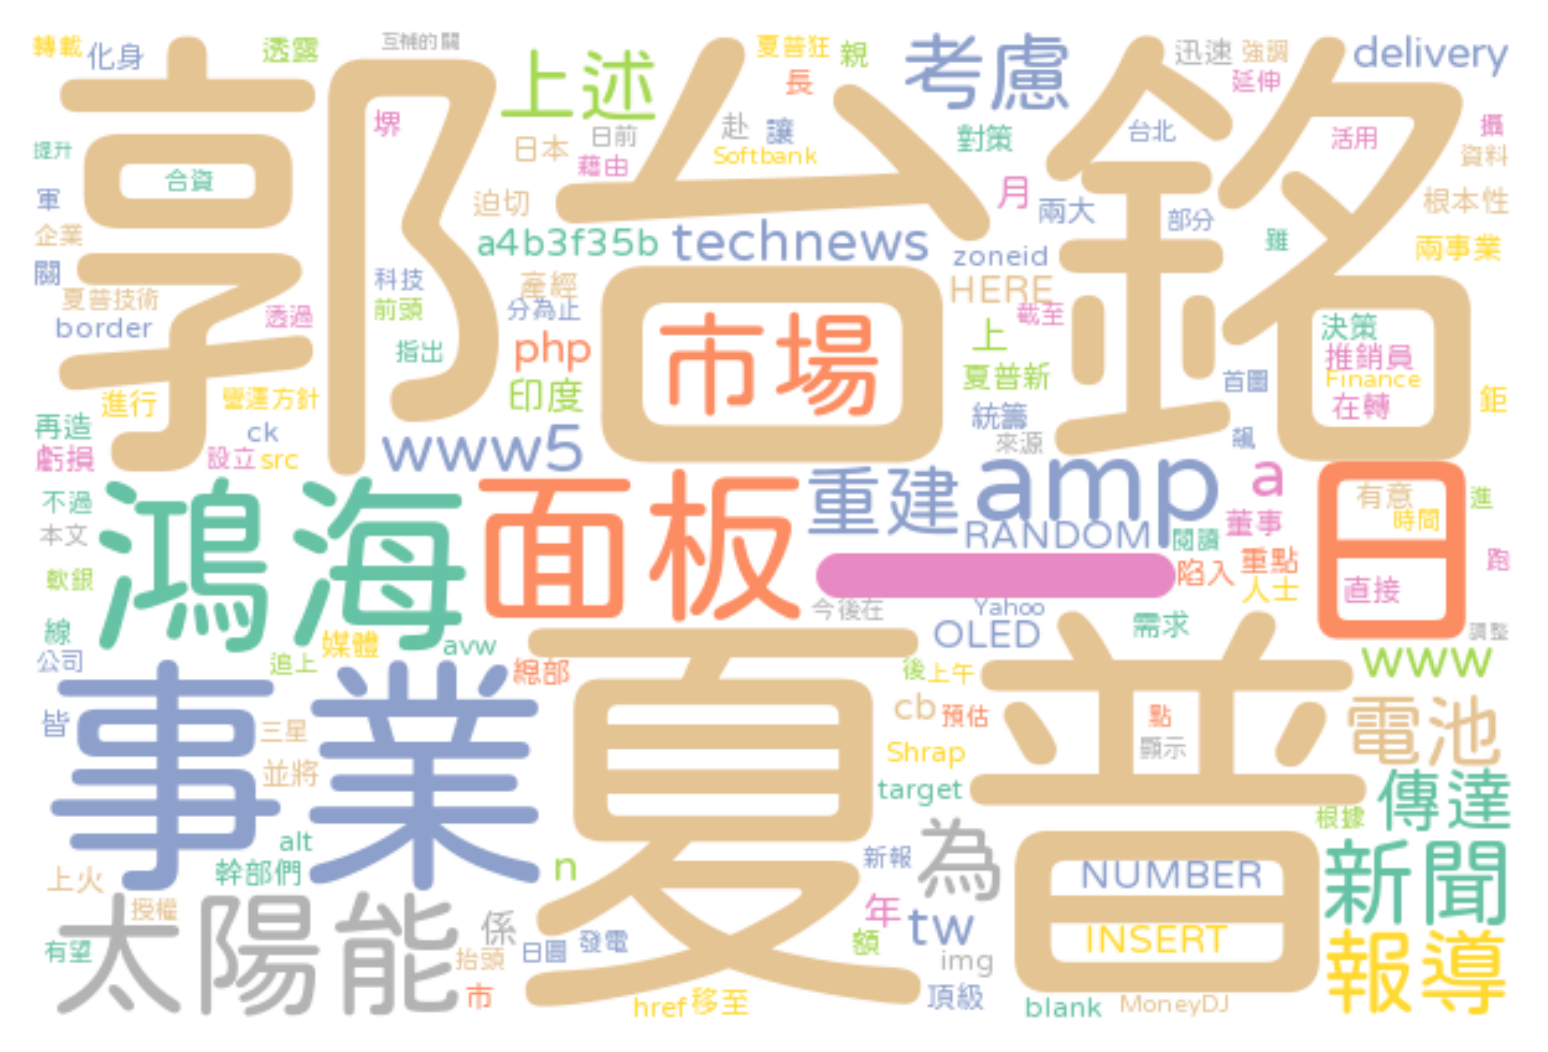 轉載
化身
透露
互補的關
上述
夏普狂
親
考慮
迅速
強調
delivery
郭台銘
長
延伸
堺
日本
日前
赴
讓
對策
台北
活用
攝
提升
藉由
Softbank
資料
合資
軍
迫切
月
兩大
部分
根本性
企業
a4b3f35b
technews
zoneid
雖
兩事業
關
科技
產經
HERE
夏普技術
前頭
分為止
截至
border
透過
市場
上
決策
指出
php
推銷員
進行
營運方針
印度
夏普新
首圖
Finance
鉅
再造
ck
統籌
在轉
虧損
設立
src
www5
來源
飆
鴻海
面板
重建
amp
a
日
不過
有意
進
本文
RANDOM
閱讀
董事
時間
軟銀
一
陷入
重點
跑
人士
直接
今後在
Yahoo
線
媒體
avw
OLED
需求
調整
公司
追上
總部
後
上午
www
事業
夏普
皆
三星
cb
預估
點
電池
並將
Shrap
顯示
target
傳達
根據
alt
上火
幹部們
n
新報
為
NUMBER
新聞
太陽能
授權
係
年
tw
INSERT
報導
有望
抬頭
日圓
發電
額
img
市
href
移至
頂級
blank
MoneyDJ